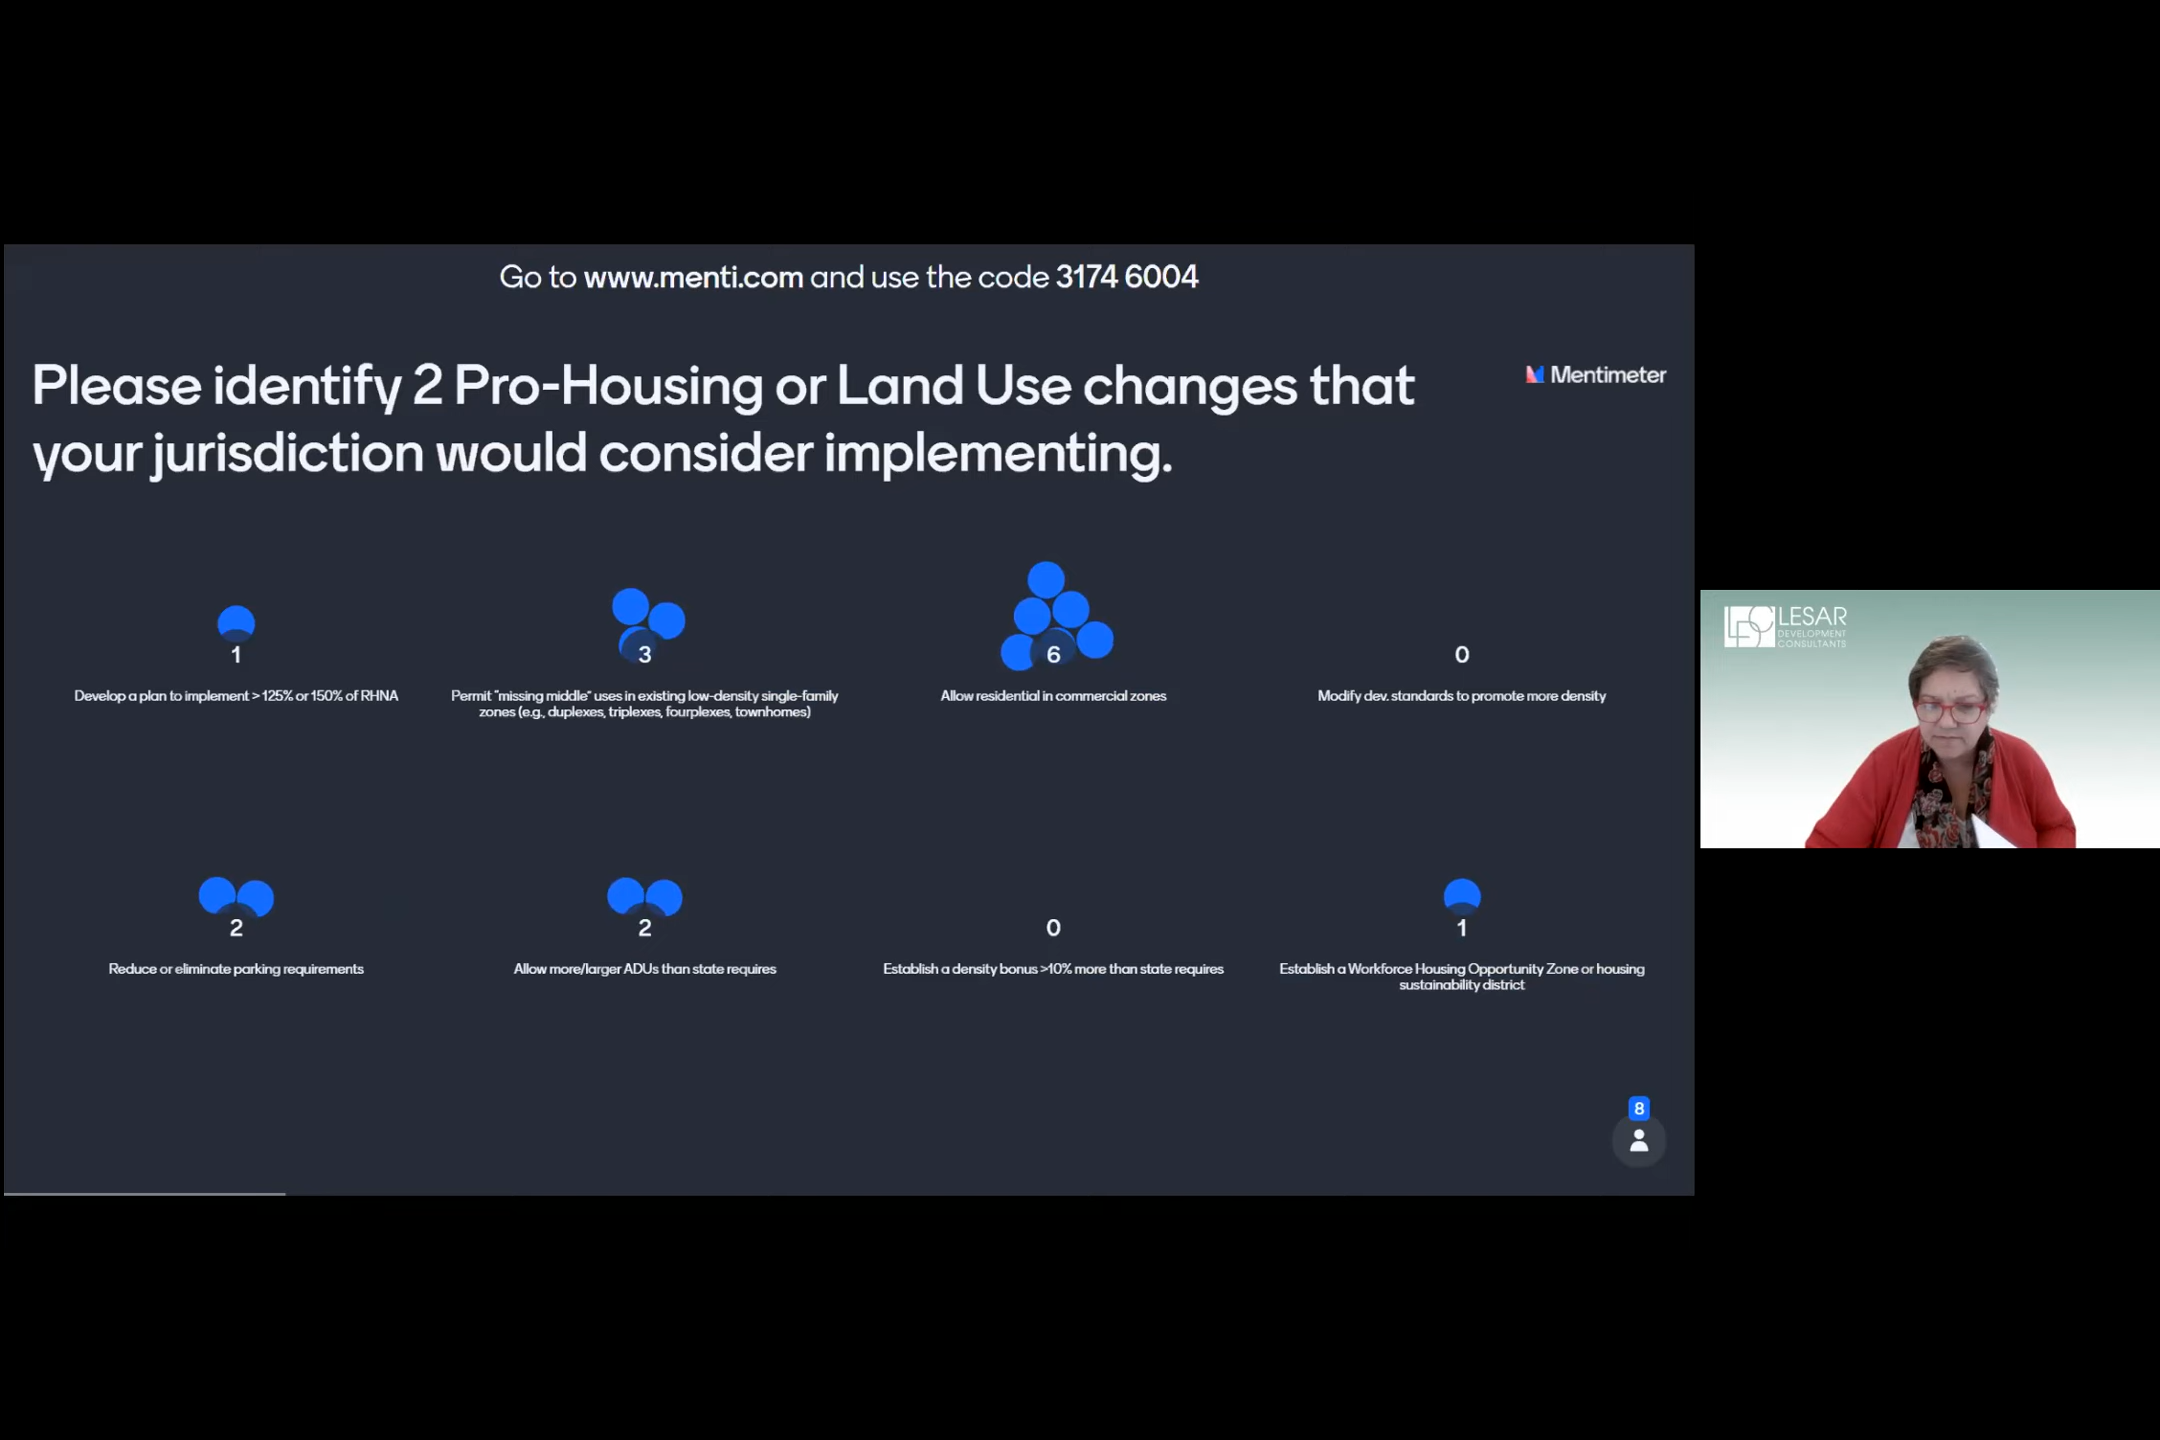 Go to www.menti.com and use the code 3174 6004
Please identify 2 Pro-Housing or Land Use changes that
your jurisdiction would consider implementing.
Mentimeter
1
Develop a plan to implement > 125% or 150% of RHNA
3
Permit "missing middle" uses in existing low-density single-family
zones (e.g., duplexes, triplexes, fourplexes, townhomes)
6
Allow residential in commercial zones
0
Modify dev. standards to promote more density
2
Reduce or eliminate parking requirements
2
Allow more/larger ADUs than state requires
0
Establish a density bonus >10% more than state requires
1
Establish a Workforce Housing Opportunity Zone or housing
sustainability district
8
LDC
LESAR
DEVELOPMENT
CONSULTANTS